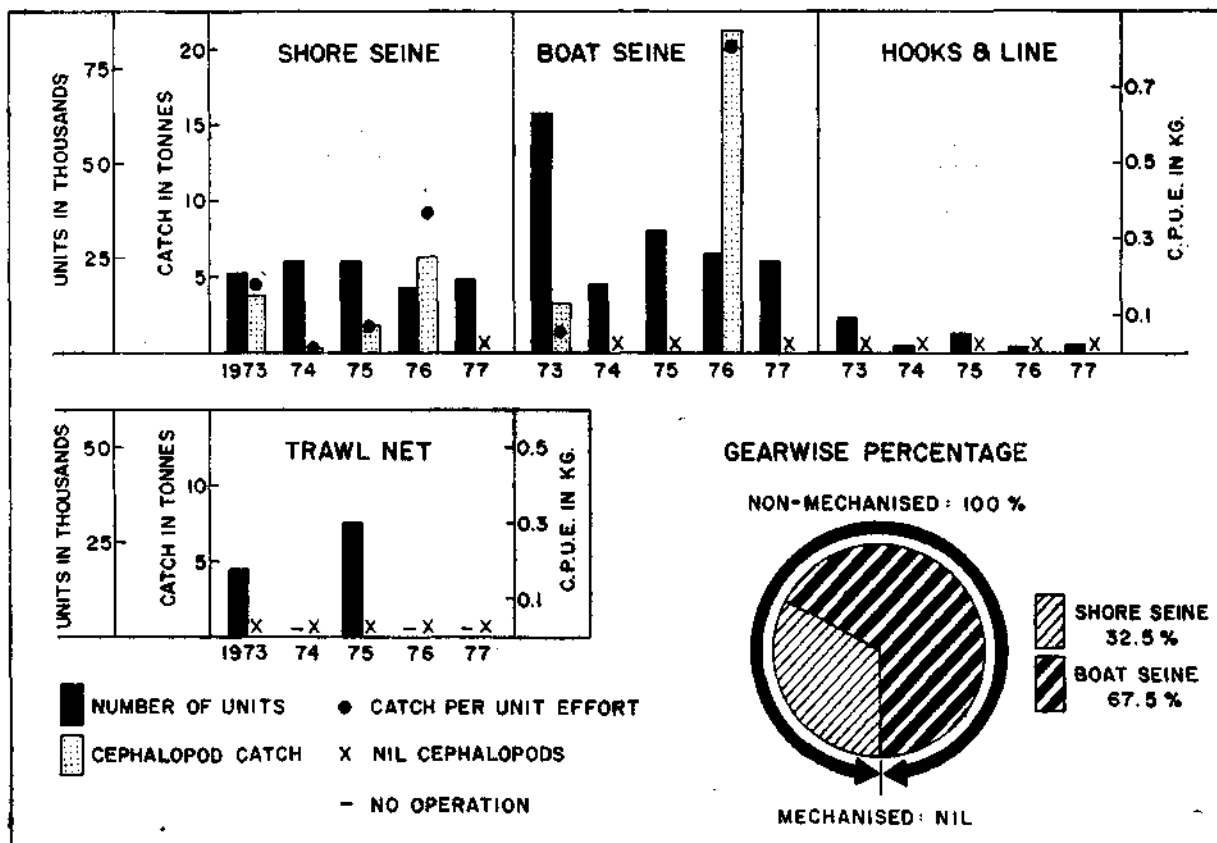 SHORE SEINE
BOAT SEINE
HOOKS & LINE
UNITS IN THOUSANDS
75
50
25
CATCH IN TONNES
20
15
10
5
C.P.U.E. IN KG.
0.7
0.5
0.3
0.1
X
X
X
X
X
X
X
X
X
X
1973 74 75 76 77
73 74 75 76 77
73 74 75 76 77
TRAWL NET
UNITS IN THOUSANDS
50
25
CATCH IN TONNES
10
5
C.P.U.E. IN KG.
0.5
0.3
0.1
X -X X -X -X
1973 74 75 76 77
NUMBER OF UNITS
CATCH PER UNIT EFFORT
CEPHALOPOD CATCH
X NIL CEPHALOPODS
- NO OPERATION
GEARWISE PERCENTAGE
NON-MECHANISED: 100 %
SHORE SEINE
32.5 %
BOAT SEINE
67.5 %
MECHANISED: NIL